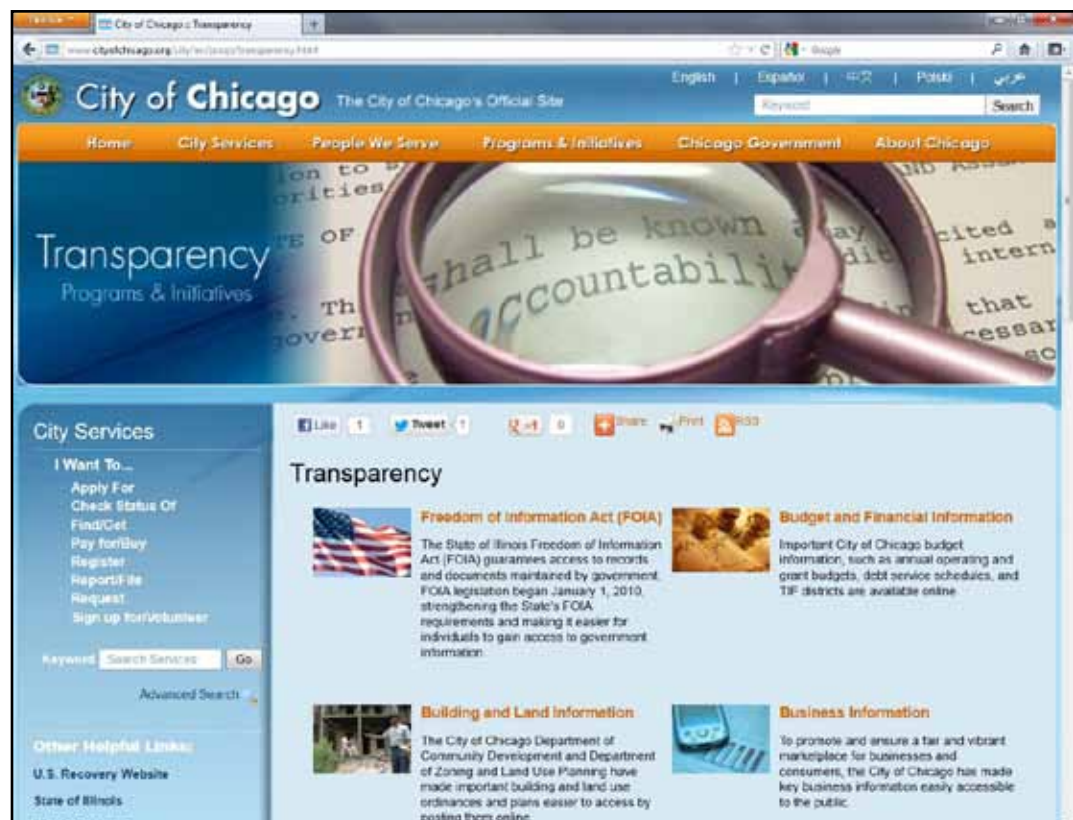 City of Chicago :: Transparency
www.cityofchicago.org
Google
English | Español | 中文 | Polski | عربي
City of Chicago The City of Chicago's Official Site
Keyword
Search
Home City Services People We Serve Programs & Initiatives Chicago Government About Chicago
Transparency
Programs & Initiatives
shall be known
accountabili
Like 1 Tweet 1 +1 0 Share Print RSS
City Services
I Want To...
Apply For
Check Status Of
Find/Get
Pay for/Buy
Register
Report/File
Request
Sign up for/Volunteer
Keyword Search Services Go
Advanced Search
Other Helpful Links:
U.S. Recovery Website
State of Illinois
Transparency
Freedom of Information Act (FOIA)
The State of Illinois Freedom of Information
Act (FOIA) guarantees access to records
and documents maintained by government.
FOIA legislation began January 1, 2010,
strengthening the State's FOIA
requirements and making it easier for
individuals to gain access to government
information.
Budget and Financial Information
Important City of Chicago budget
information, such as annual operating and
grant budgets, debt service schedules, and
TIF districts are available online
Building and Land Information
The City of Chicago Department of
Community Development and Department
of Zoning and Land Use Planning have
made important building and land use
ordinances and plans easier to access by
posting them online
Business Information
To promote and ensure a fair and vibrant
marketplace for businesses and
consumers, the City of Chicago has made
key business information easily accessible
to the public.